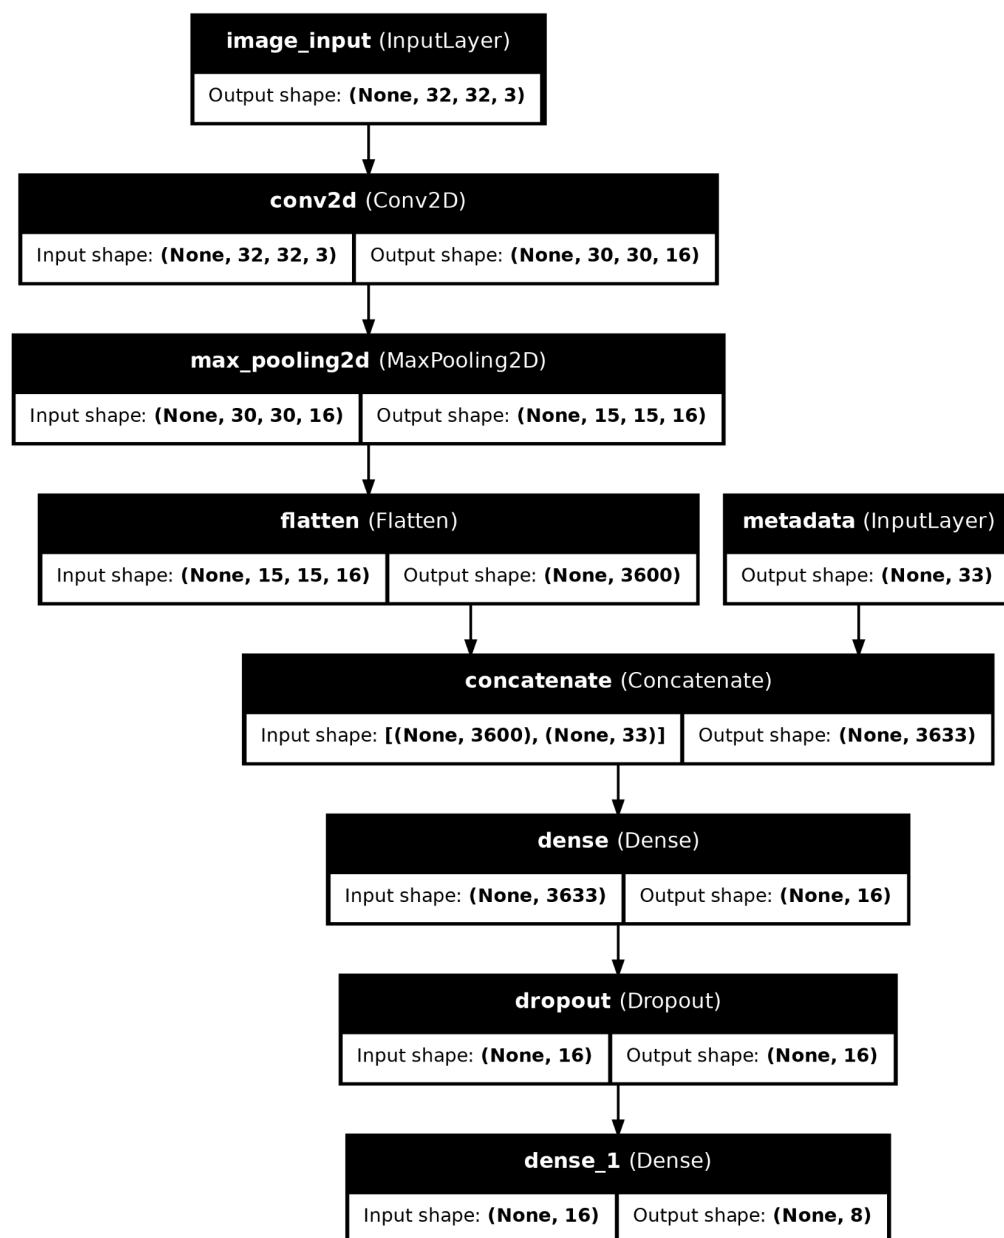 image_input (InputLayer)
Output shape: (None, 32, 32, 3)
conv2d (Conv2D)
Input shape: (None, 32, 32, 3) Output shape: (None, 30, 30, 16)
max_pooling2d (MaxPooling2D)
Input shape: (None, 30, 30, 16) Output shape: (None, 15, 15, 16)
flatten (Flatten) metadata (InputLayer)
Input shape: (None, 15, 15, 16) Output shape: (None, 3600) Output shape: (None, 33)
concatenate (Concatenate)
Input shape: [(None, 3600), (None, 33)] Output shape: (None, 3633)
dense (Dense)
Input shape: (None, 3633) Output shape: (None, 16)
dropout (Dropout)
Input shape: (None, 16) Output shape: (None, 16)
dense_1 (Dense)
Input shape: (None, 16) Output shape: (None, 8)